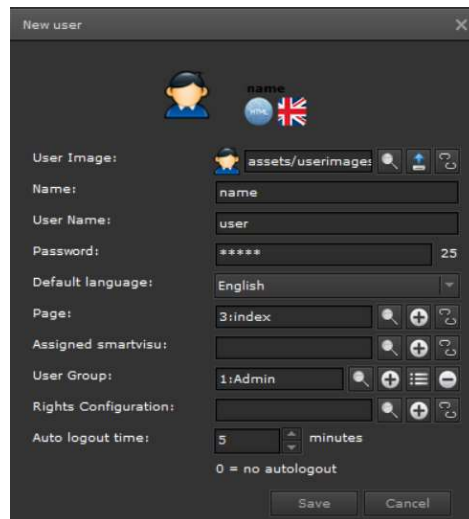 New user
name
HTML
User Image: assets/userimages
Name: name
User Name: user
Password: ***** 25
Default language: English
Page: 3:index
Assigned smartvisu:
User Group: 1:Admin
Rights Configuration:
Auto logout time: 5 minutes
0 = no autologout
Save Cancel